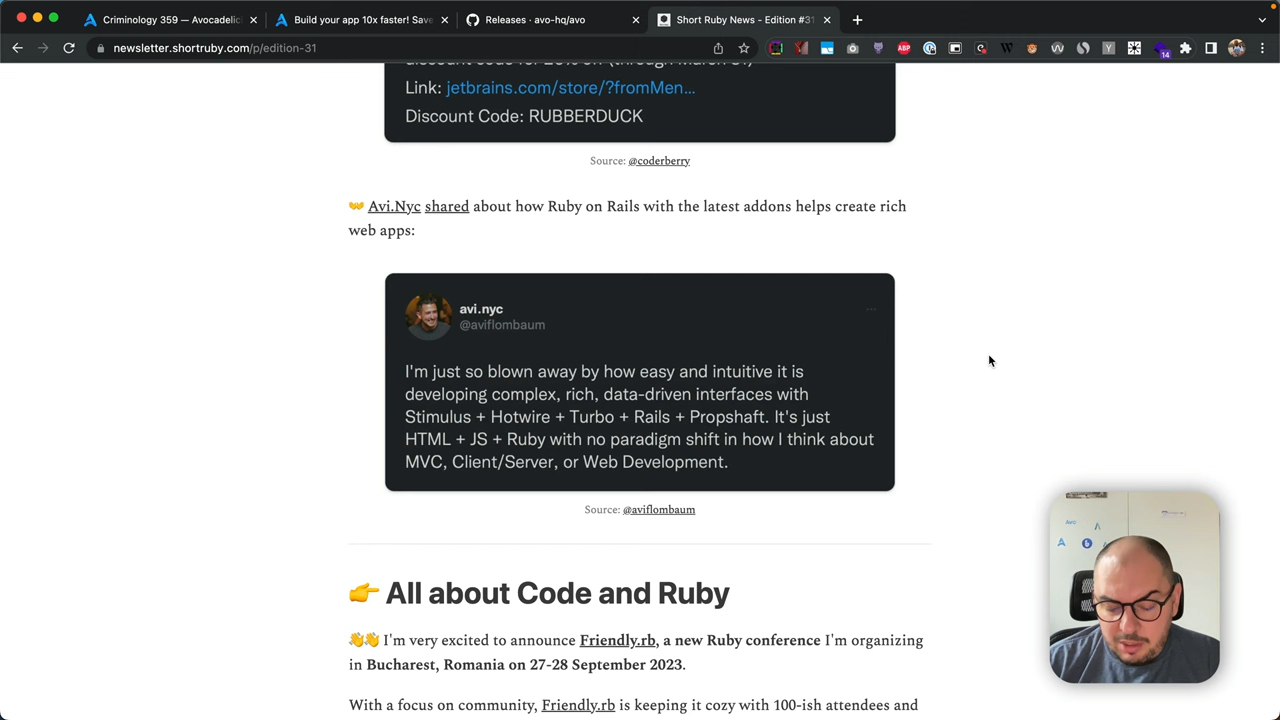 Criminology 359 — Avocadelic
Build your app 10x faster! Save
Releases · avo-hq/avo
Short Ruby News - Edition #31
newsletter.shortruby.com/p/edition-31
14
Link: jetbrains.com/store/?fromMen...
Discount Code: RUBBERDUCK
Source: @coderberry
Avi.Nyc shared about how Ruby on Rails with the latest addons helps create rich
web apps:
avi.nyc
@aviflombaum
I'm just so blown away by how easy and intuitive it is
developing complex, rich, data-driven interfaces with
Stimulus + Hotwire + Turbo + Rails + Propshaft. It's just
HTML + JS + Ruby with no paradigm shift in how I think about
MVC, Client/Server, or Web Development.
Source: @aviflombaum
All about Code and Ruby
I'm very excited to announce Friendly.rb, a new Ruby conference I'm organizing
in Bucharest, Romania on 27-28 September 2023.
With a focus on community, Friendly.rb is keeping it cozy with 100-ish attendees and